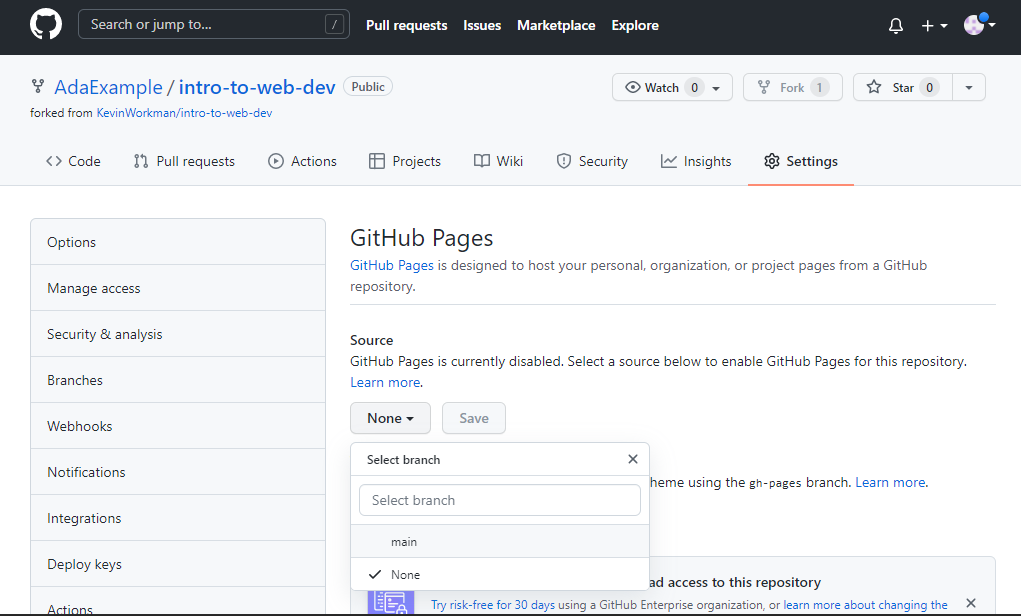 Search or jump to... /
Pull requests Issues Marketplace Explore
AdaExample / intro-to-web-dev Public
forked from KevinWorkman/intro-to-web-dev
Watch 0 Fork 1 Star 0
Code Pull requests Actions Projects Wiki Security Insights Settings
Options
Manage access
Security & analysis
Branches
Webhooks
Notifications
Integrations
Deploy keys
Actions
GitHub Pages
GitHub Pages is designed to host your personal, organization, or project pages from a GitHub
repository.
Source
GitHub Pages is currently disabled. Select a source below to enable GitHub Pages for this repository.
Learn more.
None Save
Select branch
Select branch
main
None
heme using the gh-pages branch. Learn more.
ad access to this repository
Try risk-free for 30 days using a GitHub Enterprise organization, or learn more about changing the